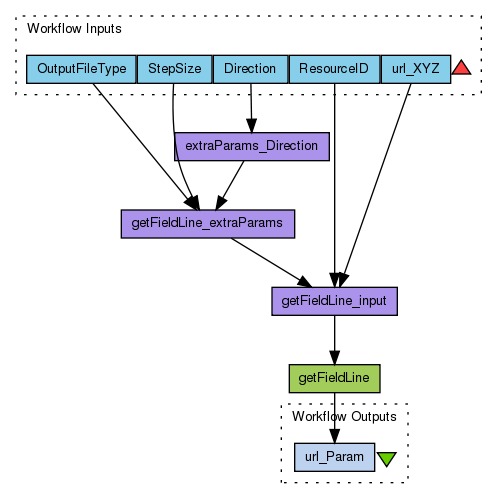 Workflow Inputs
OutputFileType StepSize Direction ResourceID url_XYZ
extraParams_Direction
getFieldLine_extraParams
getFieldLine_input
getFieldLine
Workflow Outputs
url_Param